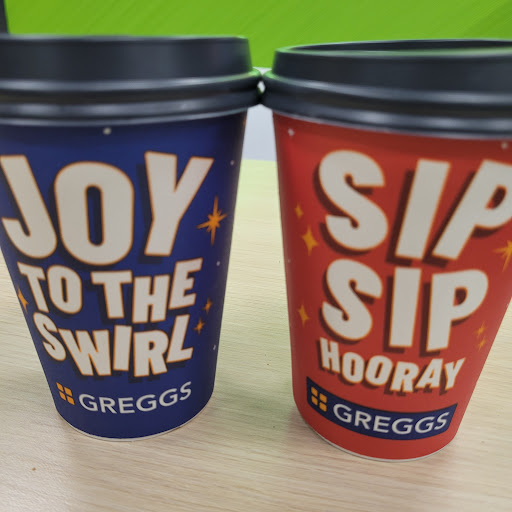 JOY
TO THE
SWIRL
GREGGS
SIP
SIP
HOORAY
GREGGS